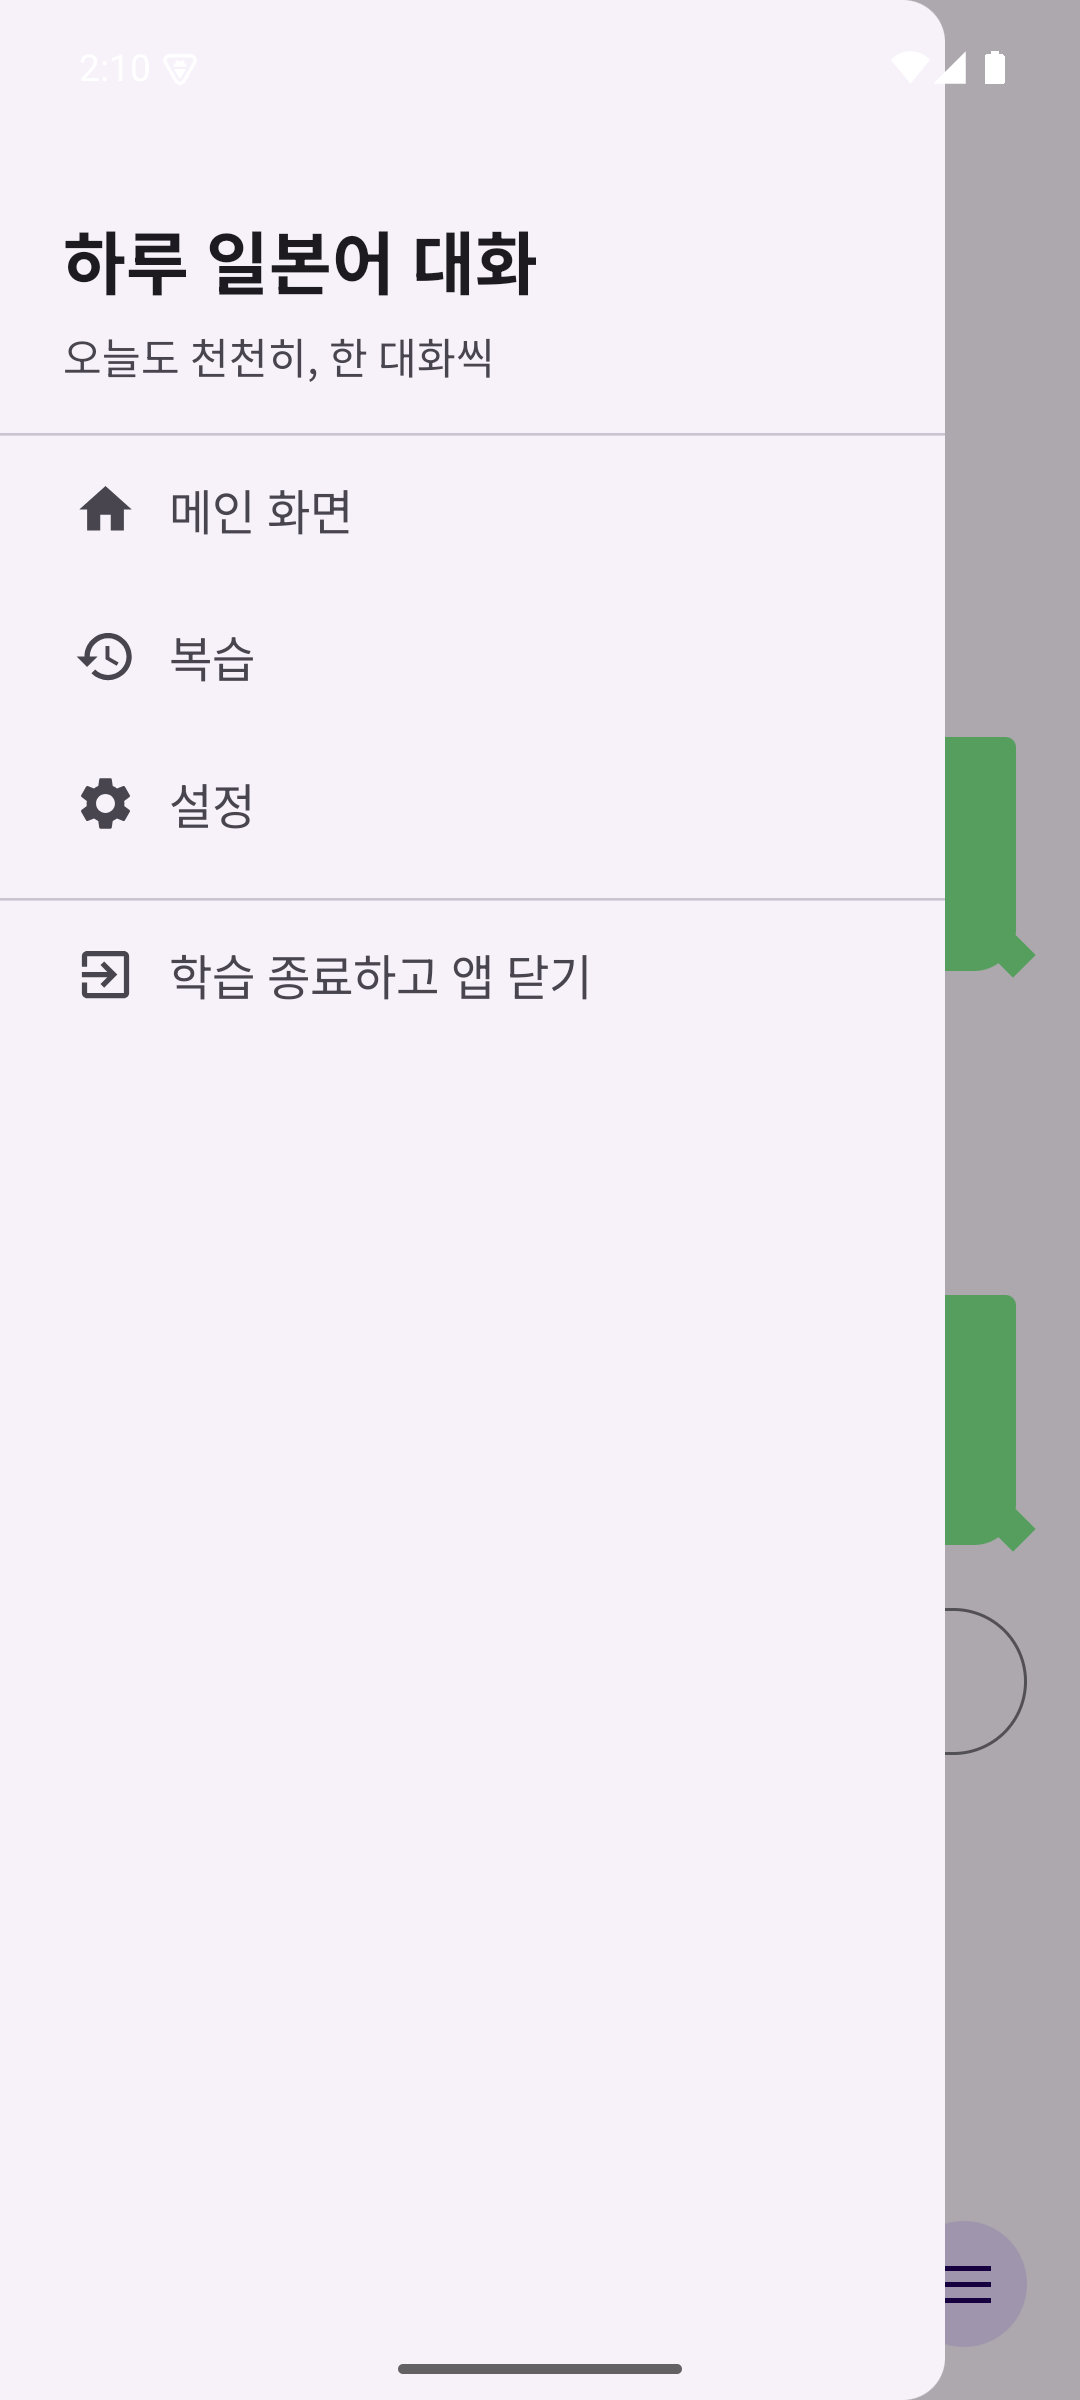 2:10
하루 일본어 대화
오늘도 천천히, 한 대화씩
메인 화면
복습
설정
학습 종료하고 앱 닫기